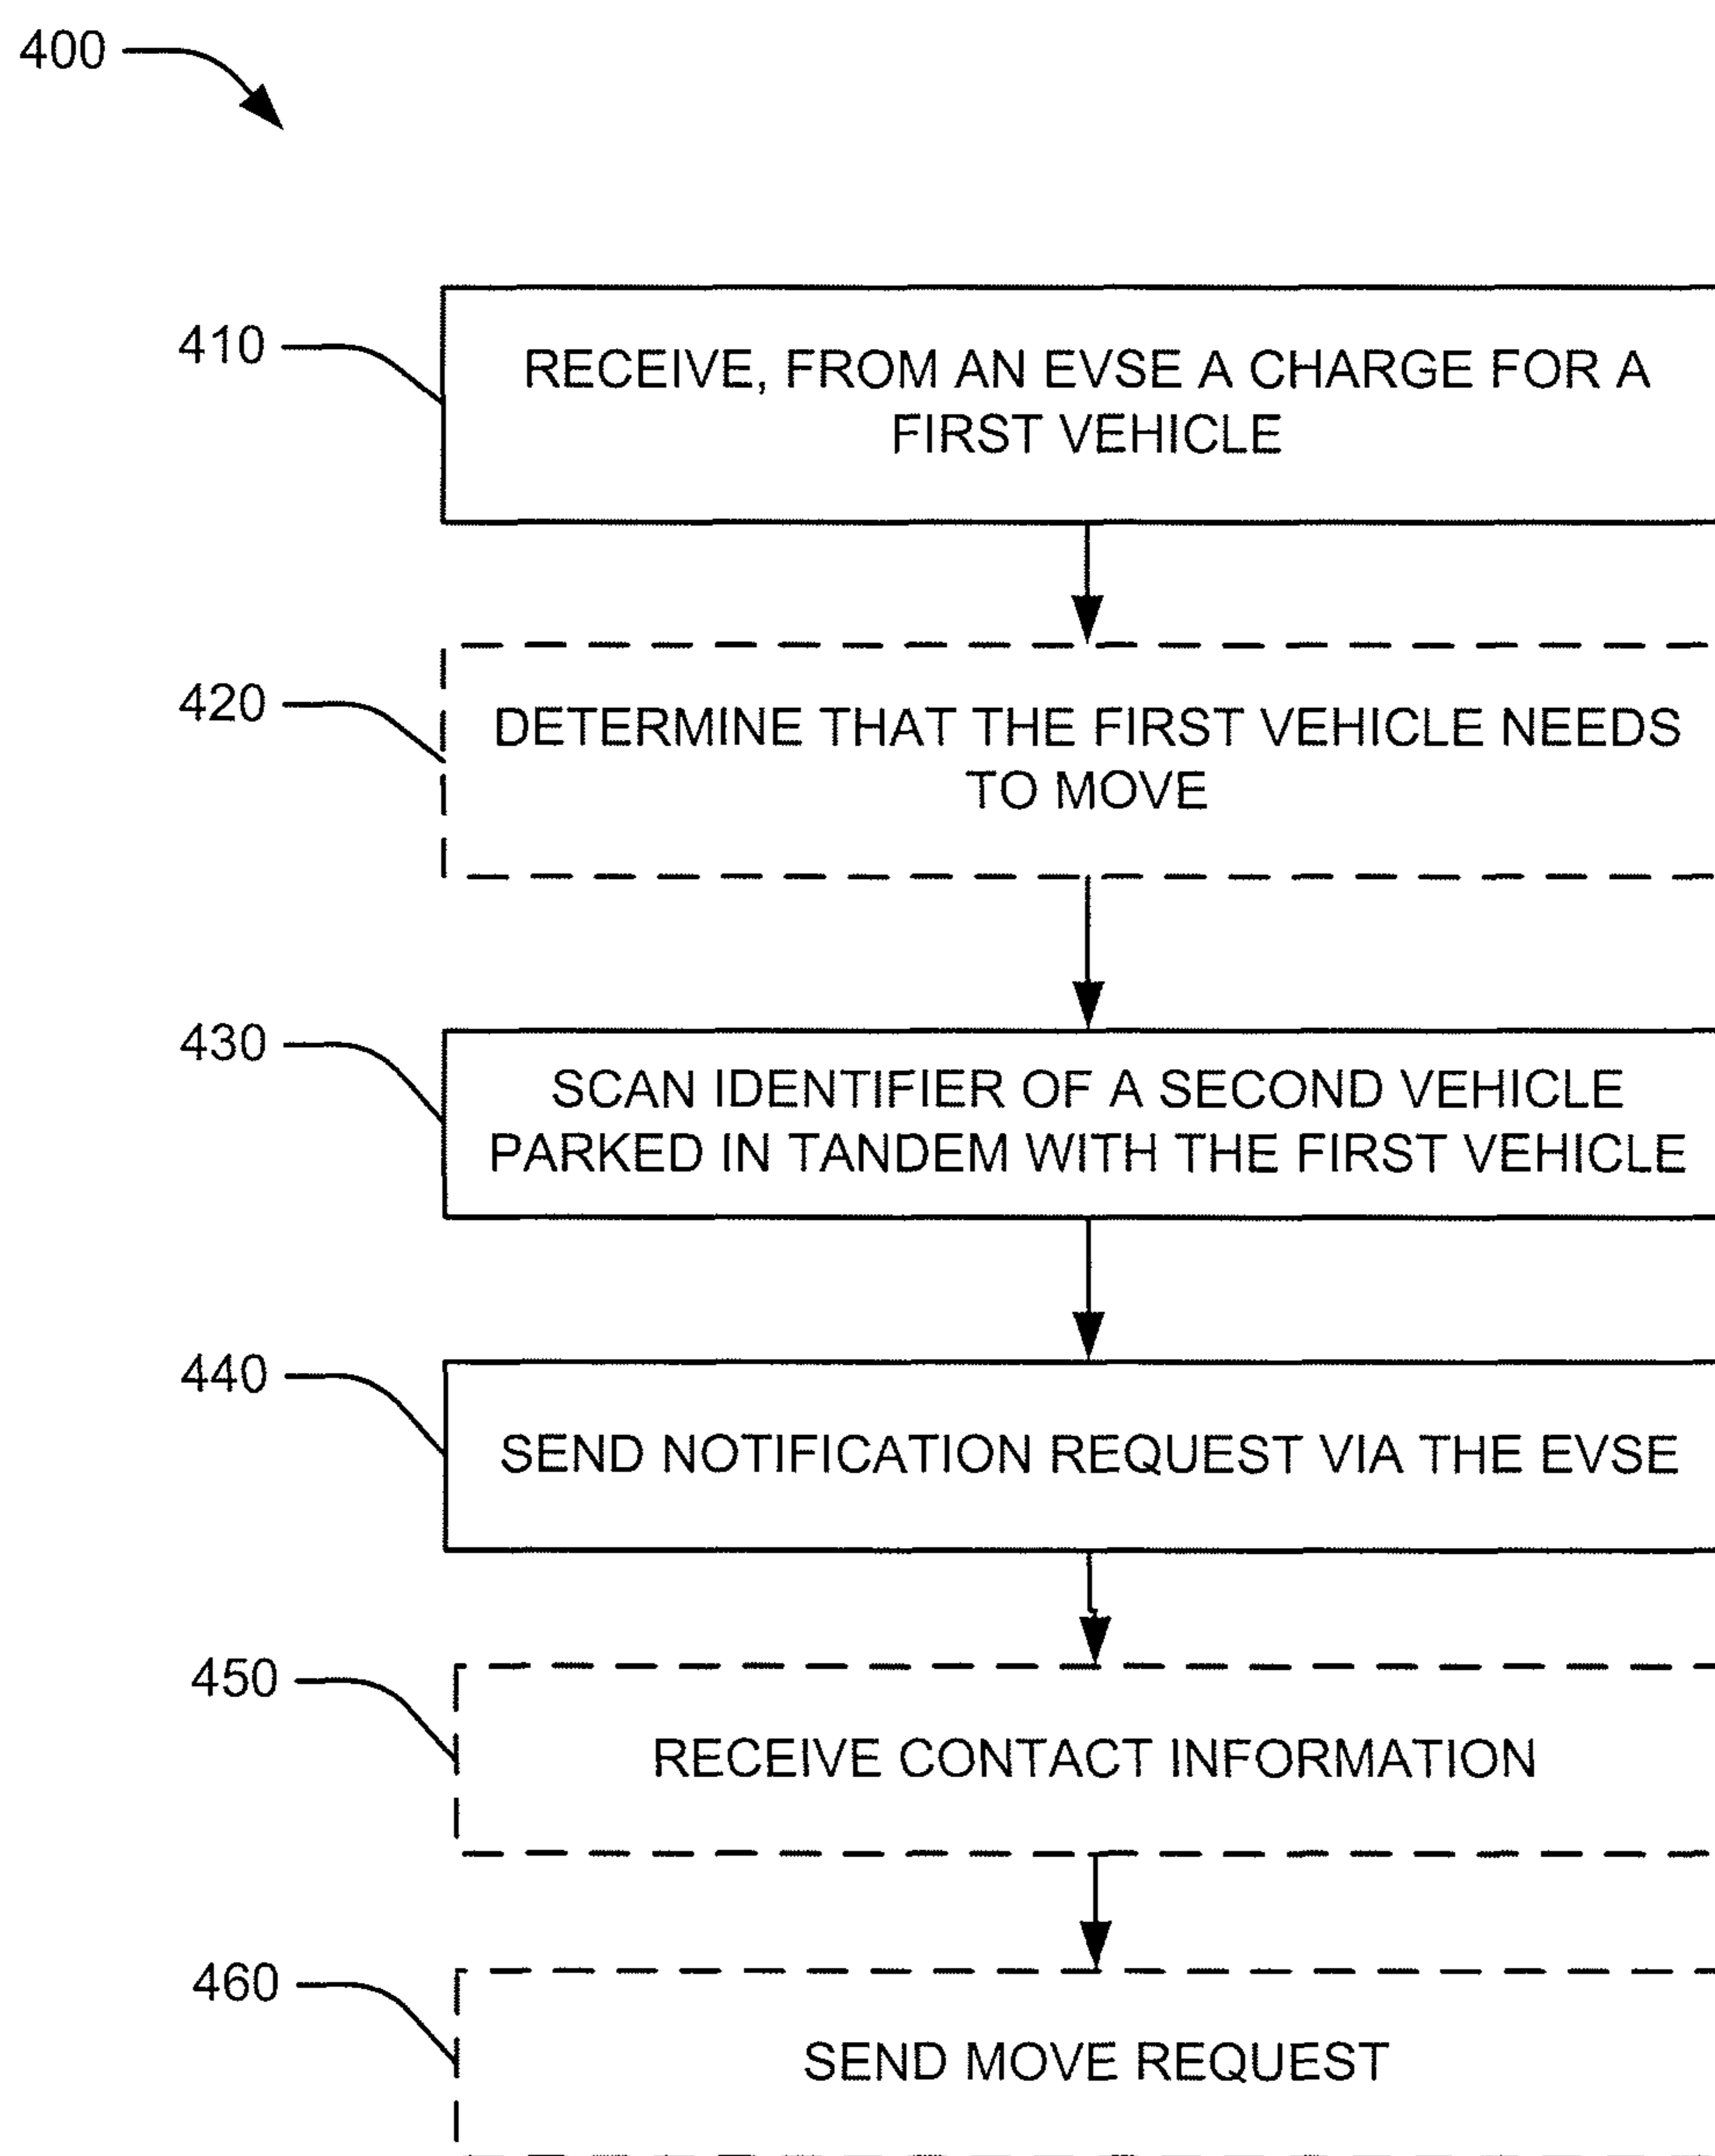 400
410
RECEIVE, FROM AN EVSE A CHARGE FOR A
FIRST VEHICLE
420
DETERMINE THAT THE FIRST VEHICLE NEEDS
TO MOVE
430
SCAN IDENTIFIER OF A SECOND VEHICLE
PARKED IN TANDEM WITH THE FIRST VEHICLE
440
SEND NOTIFICATION REQUEST VIA THE EVSE
450
RECEIVE CONTACT INFORMATION
460
SEND MOVE REQUEST